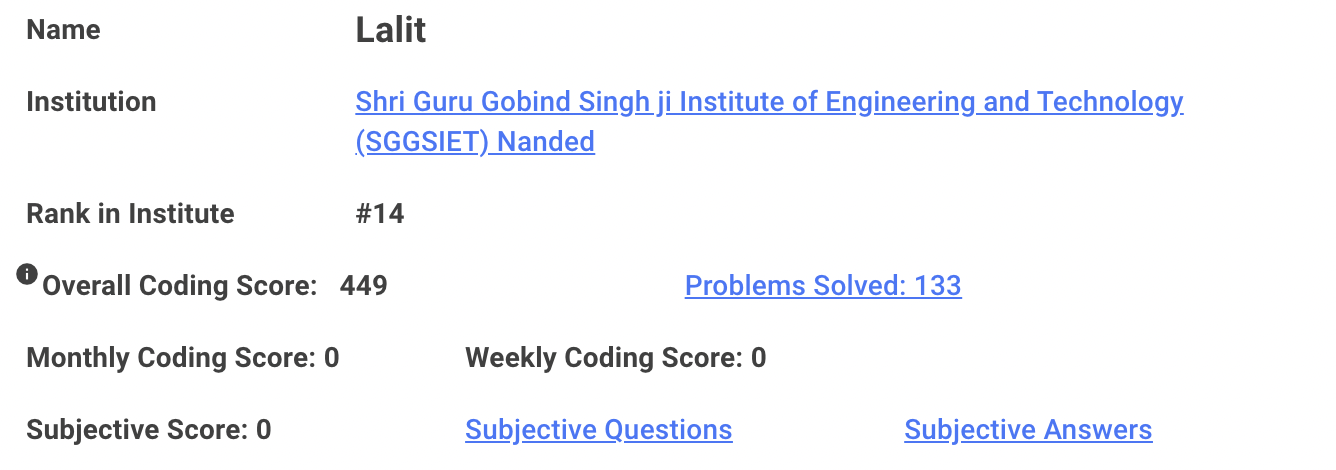 Name Lalit
Institution Shri Guru Gobind Singh ji Institute of Engineering and Technology
(SGGSIET) Nanded
Rank in Institute #14
Overall Coding Score: 449 Problems Solved: 133
Monthly Coding Score: 0 Weekly Coding Score: 0
Subjective Score: 0 Subjective Questions Subjective Answers